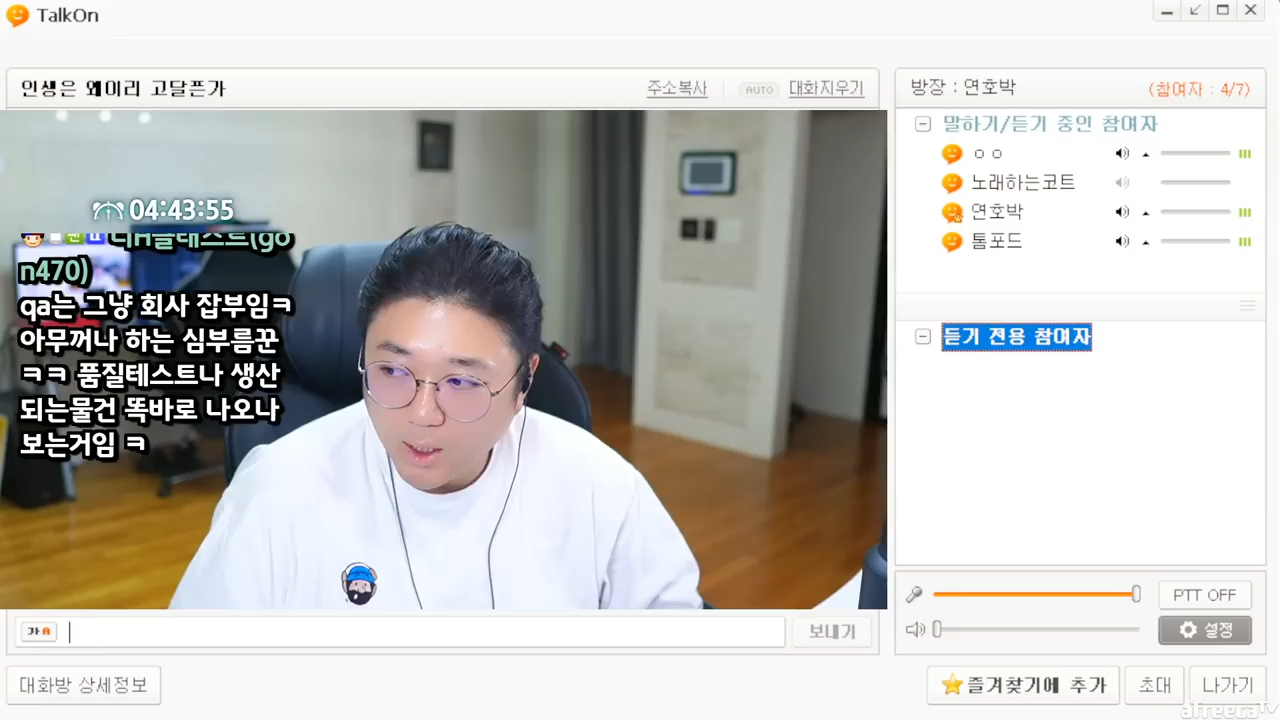 TalkOn
인생은 왜이리 고달픈가
주소복사
AUTO
대화지우기
방장 : 연호박
(참여자 : 4/7)
말하기/듣기 중인 참여자
ㅇ ㅇ
노래하는코트
연호박
톰포드
듣기 전용 참여자
04:43:55
(go
n470)
qa는 그냥 회사 잡부임ㅋ
아무꺼나 하는 심부름꾼
ㅋㅋ 품질테스트나 생산
되는물건 똑바로 나오나
보는거임 ㅋ
가A
보내기
PTT OFF
설정
대화방 상세정보
즐겨찾기에 추가
초대
나가기
afreecaTV